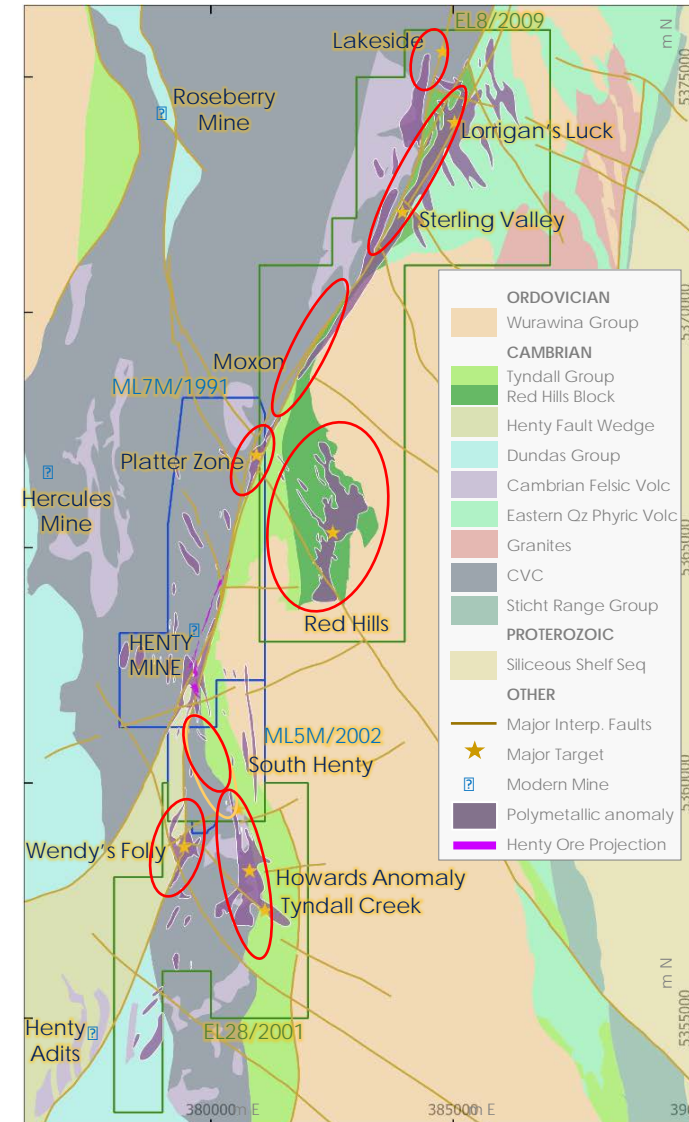 EL8/2009
Lakeside
m N
5375000
Roseberry
Mine
Lorrigan's Luck
Sterling Valley
5370000
Moxon
ML7M/1991
Platter Zone
Hercules
Mine
5365000
Red Hills
HENTY
MINE
ML5M/2002
South Henty
5360000
Wendy's Folly
Howards Anomaly
Tyndall Creek
m N
EL28/2001
5355000
Henty
Adits
380000m E
385000m E
390
ORDOVICIAN
Wurawina Group
CAMBRIAN
Tyndall Group
Red Hills Block
Henty Fault Wedge
Dundas Group
Cambrian Felsic Volc
Eastern Qz Phyric Volc
Granites
CVC
Sticht Range Group
PROTEROZOIC
Siliceous Shelf Seq
OTHER
Major Interp. Faults
Major Target
Modern Mine
Polymetallic anomaly
Henty Ore Projection